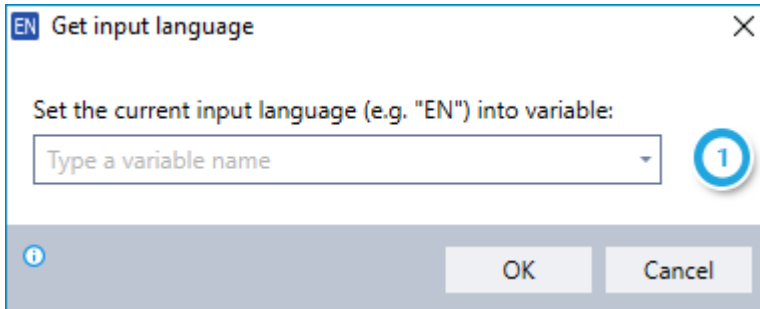 EN Get input language
Set the current input language (e.g. "EN") into variable:
Type a variable name
1
OK Cancel